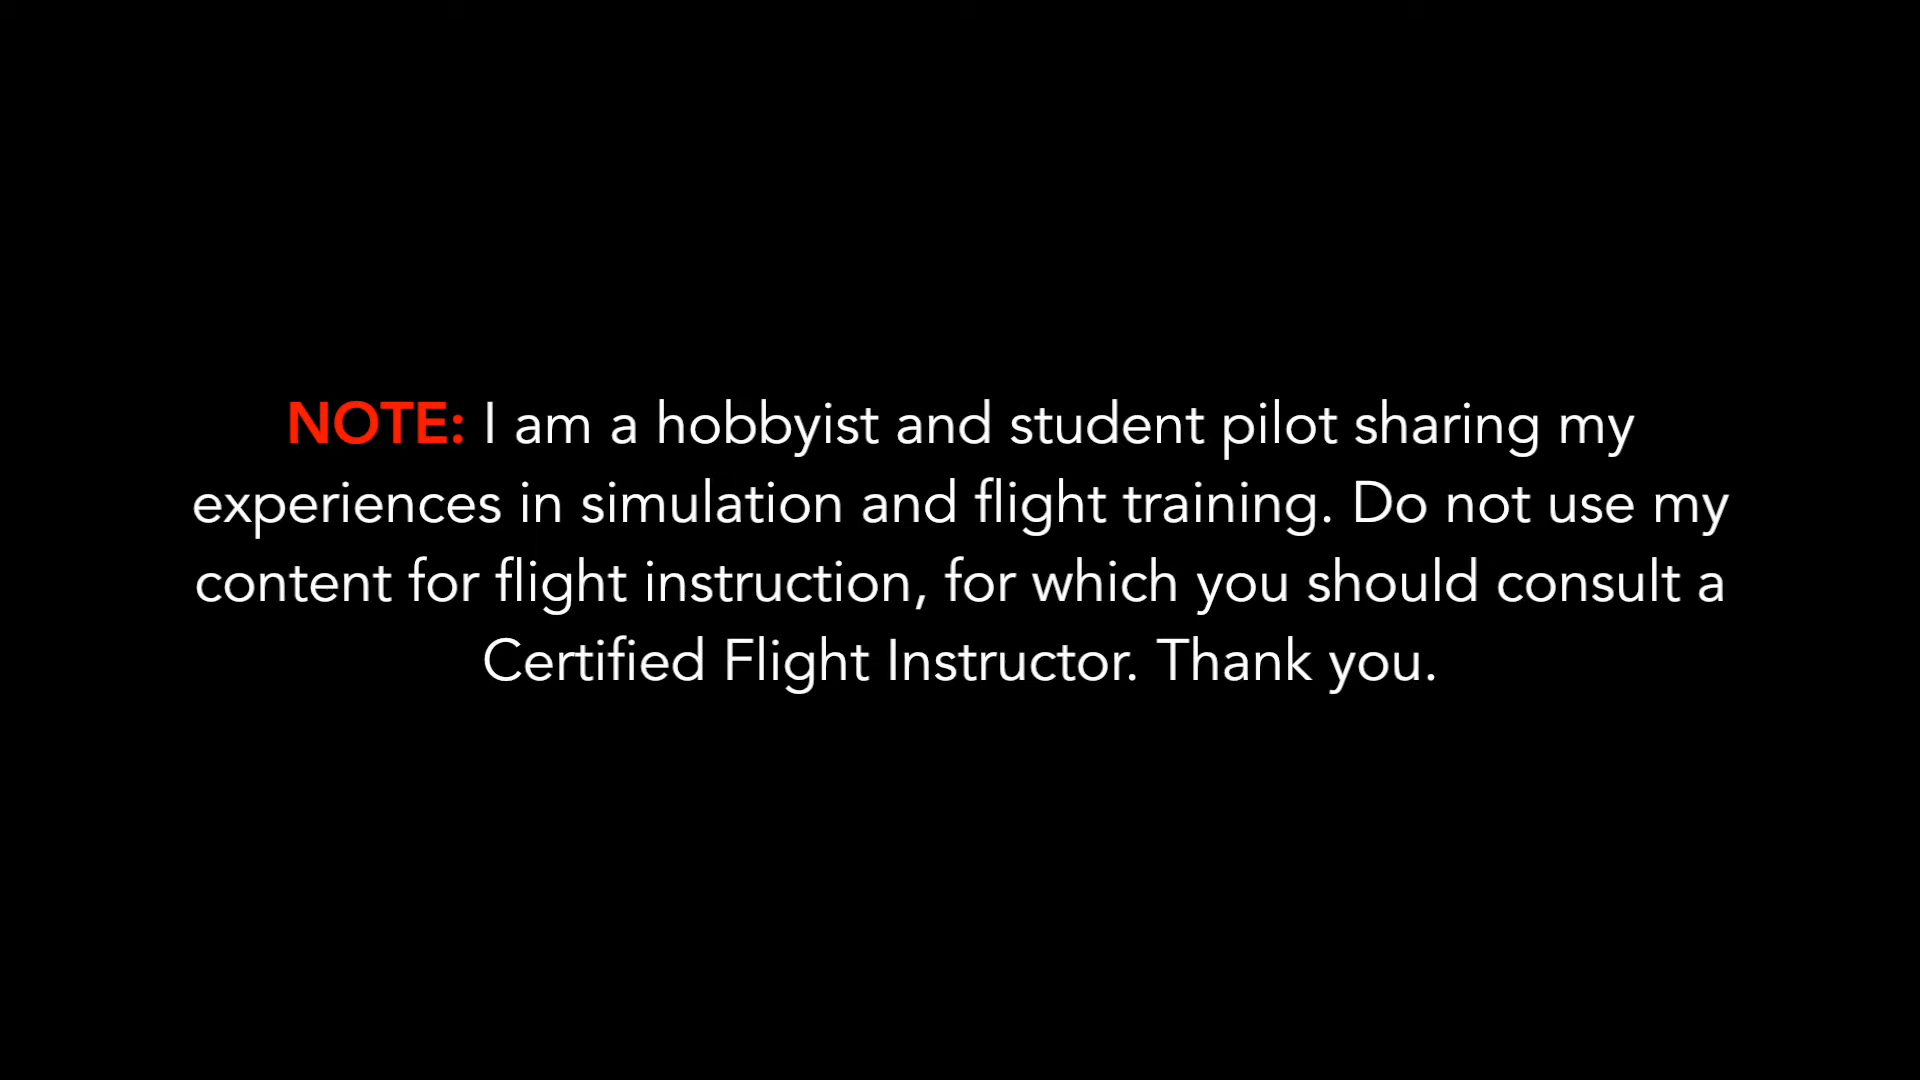 NOTE: I am a hobbyist and student pilot sharing my
experiences in simulation and flight training. Do not use my
content for flight instruction, for which you should consult a
Certified Flight Instructor. Thank you.